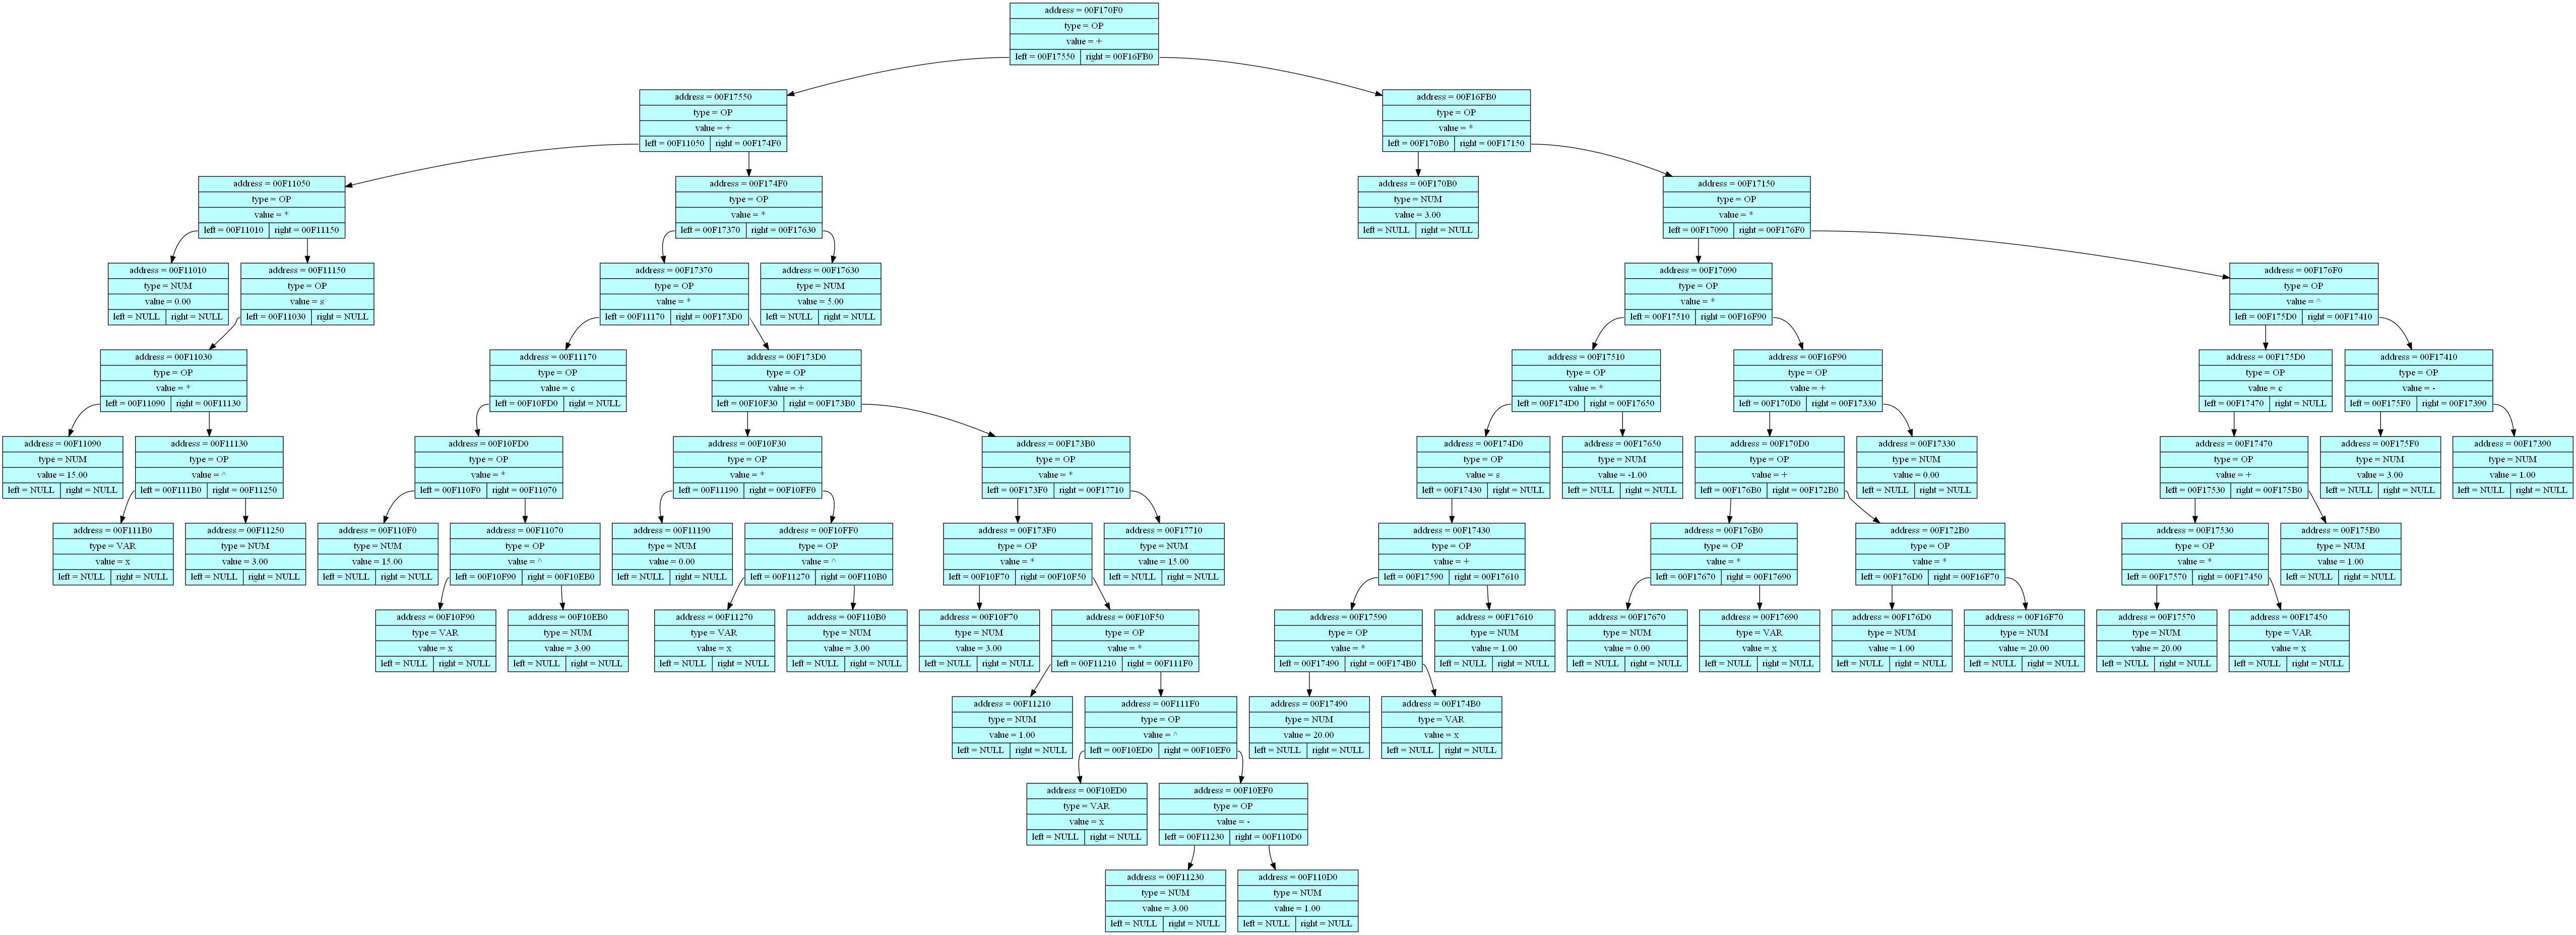 address = 00F170F0
type = OP
value = +
left = 00F17550 right = 00F16FB0
address = 00F17550
type = OP
value = +
left = 00F11050 right = 00F174F0
address = 00F16FB0
type = OP
value = *
left = 00F170B0 right = 00F17150
address = 00F11050
type = OP
value = *
left = 00F11010 right = 00F11150
address = 00F174F0
type = OP
value = *
left = 00F17370 right = 00F17630
address = 00F170B0
type = NUM
value = 3.00
left = NULL right = NULL
address = 00F17150
type = OP
value = *
left = 00F17090 right = 00F176F0
address = 00F11010
type = NUM
value = 0.00
left = NULL right = NULL
address = 00F11150
type = OP
value = s
left = 00F11030 right = NULL
address = 00F17370
type = OP
value = *
left = 00F11170 right = 00F173D0
address = 00F17630
type = NUM
value = 5.00
left = NULL right = NULL
address = 00F17090
type = OP
value = *
left = 00F17510 right = 00F16F90
address = 00F176F0
type = OP
value = ^
left = 00F175D0 right = 00F17410
address = 00F11030
type = OP
value = *
left = 00F11090 right = 00F11130
address = 00F11170
type = OP
value = c
left = 00F10FD0 right = NULL
address = 00F173D0
type = OP
value = +
left = 00F10F30 right = 00F173B0
address = 00F17510
type = OP
value = *
left = 00F174D0 right = 00F17650
address = 00F16F90
type = OP
value = +
left = 00F170D0 right = 00F17330
address = 00F175D0
type = OP
value = c
left = 00F17470 right = NULL
address = 00F17410
type = OP
value = -
left = 00F175F0 right = 00F17390
address = 00F11090
type = NUM
value = 15.00
left = NULL right = NULL
address = 00F11130
type = OP
value = ^
left = 00F111B0 right = 00F11250
address = 00F10FD0
type = OP
value = *
left = 00F110F0 right = 00F11070
address = 00F10F30
type = OP
value = *
left = 00F11190 right = 00F10FF0
address = 00F173B0
type = OP
value = *
left = 00F173F0 right = 00F17710
address = 00F174D0
type = OP
value = s
left = 00F17430 right = NULL
address = 00F17650
type = NUM
value = -1.00
left = NULL right = NULL
address = 00F170D0
type = OP
value = +
left = 00F176B0 right = 00F172B0
address = 00F17330
type = NUM
value = 0.00
left = NULL right = NULL
address = 00F17470
type = OP
value = +
left = 00F17530 right = 00F175B0
address = 00F175F0
type = NUM
value = 3.00
left = NULL right = NULL
address = 00F17390
type = NUM
value = 1.00
left = NULL right = NULL
address = 00F111B0
type = VAR
value = x
left = NULL right = NULL
address = 00F11250
type = NUM
value = 3.00
left = NULL right = NULL
address = 00F110F0
type = NUM
value = 15.00
left = NULL right = NULL
address = 00F11070
type = OP
value = ^
left = 00F10F90 right = 00F10EB0
address = 00F11190
type = NUM
value = 0.00
left = NULL right = NULL
address = 00F10FF0
type = OP
value = ^
left = 00F11270 right = 00F110B0
address = 00F173F0
type = OP
value = *
left = 00F10F70 right = 00F10F50
address = 00F17710
type = NUM
value = 15.00
left = NULL right = NULL
address = 00F17430
type = OP
value = +
left = 00F17590 right = 00F17610
address = 00F176B0
type = OP
value = *
left = 00F17670 right = 00F17690
address = 00F172B0
type = OP
value = *
left = 00F176D0 right = 00F16F70
address = 00F17530
type = OP
value = *
left = 00F17570 right = 00F17450
address = 00F175B0
type = NUM
value = 1.00
left = NULL right = NULL
address = 00F10F90
type = VAR
value = x
left = NULL right = NULL
address = 00F10EB0
type = NUM
value = 3.00
left = NULL right = NULL
address = 00F11270
type = VAR
value = x
left = NULL right = NULL
address = 00F110B0
type = NUM
value = 3.00
left = NULL right = NULL
address = 00F10F70
type = NUM
value = 3.00
left = NULL right = NULL
address = 00F10F50
type = OP
value = *
left = 00F11210 right = 00F111F0
address = 00F17590
type = OP
value = *
left = 00F17490 right = 00F174B0
address = 00F17610
type = NUM
value = 1.00
left = NULL right = NULL
address = 00F17670
type = NUM
value = 0.00
left = NULL right = NULL
address = 00F17690
type = VAR
value = x
left = NULL right = NULL
address = 00F176D0
type = NUM
value = 1.00
left = NULL right = NULL
address = 00F16F70
type = NUM
value = 20.00
left = NULL right = NULL
address = 00F17570
type = NUM
value = 20.00
left = NULL right = NULL
address = 00F17450
type = VAR
value = x
left = NULL right = NULL
address = 00F11210
type = NUM
value = 1.00
left = NULL right = NULL
address = 00F111F0
type = OP
value = ^
left = 00F10ED0 right = 00F10EF0
address = 00F17490
type = NUM
value = 20.00
left = NULL right = NULL
address = 00F174B0
type = VAR
value = x
left = NULL right = NULL
address = 00F10ED0
type = VAR
value = x
left = NULL right = NULL
address = 00F10EF0
type = OP
value = -
left = 00F11230 right = 00F110D0
address = 00F11230
type = NUM
value = 3.00
left = NULL right = NULL
address = 00F110D0
type = NUM
value = 1.00
left = NULL right = NULL